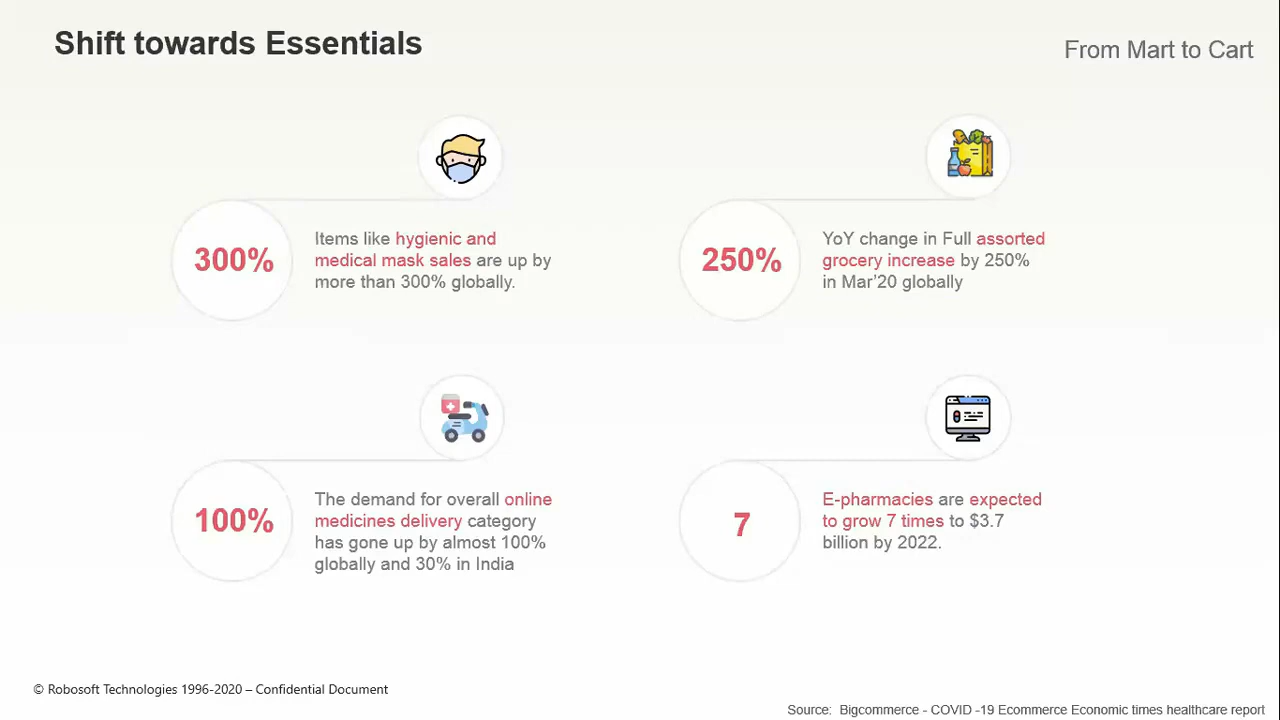 Shift towards Essentials
From Mart to Cart
300%
Items like hygienic and
medical mask sales are up by
more than 300% globally.
250%
YoY change in Full assorted
grocery increase by 250%
in Mar'20 globally
100%
The demand for overall online
medicines delivery category
has gone up by almost 100%
globally and 30% in India
7
E-pharmacies are expected
to grow 7 times to $3.7
billion by 2022.
© Robosoft Technologies 1996-2020 – Confidential Document
Source:  Bigcommerce - COVID -19 Ecommerce Economic times healthcare report